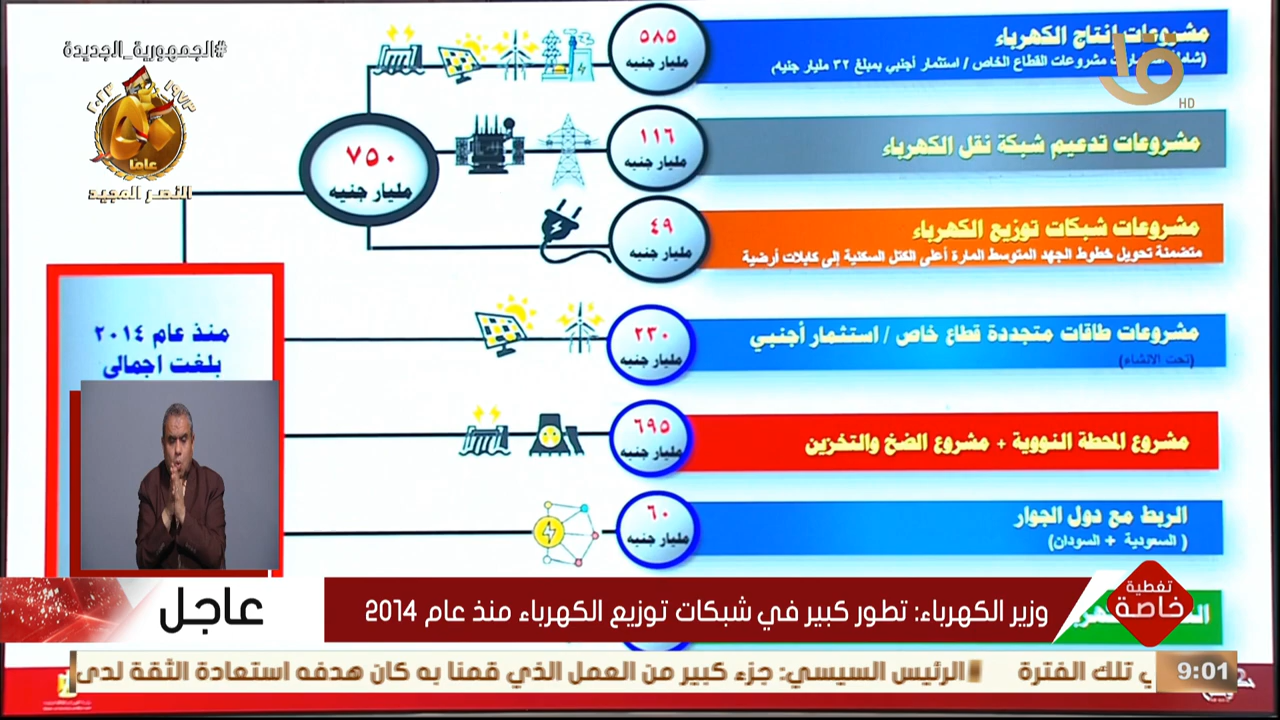 #الجمهورية_الجديدة
١٩٧٣
٢٠٢٣
٥٠
عاما
النصر المجيد
HD
مشروعات إنتاج الكهرباء
مشروعات القطاع الخاص / استثمار أجنبي بمبلغ ٣٢ مليار جنيه)
٥٨٥
مليار جنيه
مشروعات تدعيم شبكة نقل الكهرباء
١١٦
مليار جنيه
٧٥٠
مليار جنيه
مشروعات شبكات توزيع الكهرباء
متضمنة تحويل خطوط الجهد المتوسط المارة أعلى الكتل السكنية إلى كابلات أرضية
٤٩
مليار جنيه
مشروعات طاقات متجددة قطاع خاص / استثمار أجنبي
(تحت الانشاء)
٢٣٠
مليار جنيه
منذ عام ٢٠١٤
بلغت اجمالى
مشروع المحطة النووية + مشروع الضخ والتخزين
٦٩٥
مليار جنيه
الربط مع دول الجوار
( السعودية + السودان)
٦٠
مليار جنيه
تغطية
خاصة
عاجل
وزير الكهرباء: تطور كبير في شبكات توزيع الكهرباء منذ عام 2014
ي تلك الفترة
الرئيس السيسي: جزء كبير من العمل الذي قمنا به كان هدفه استعادة الثقة لدى
9:01